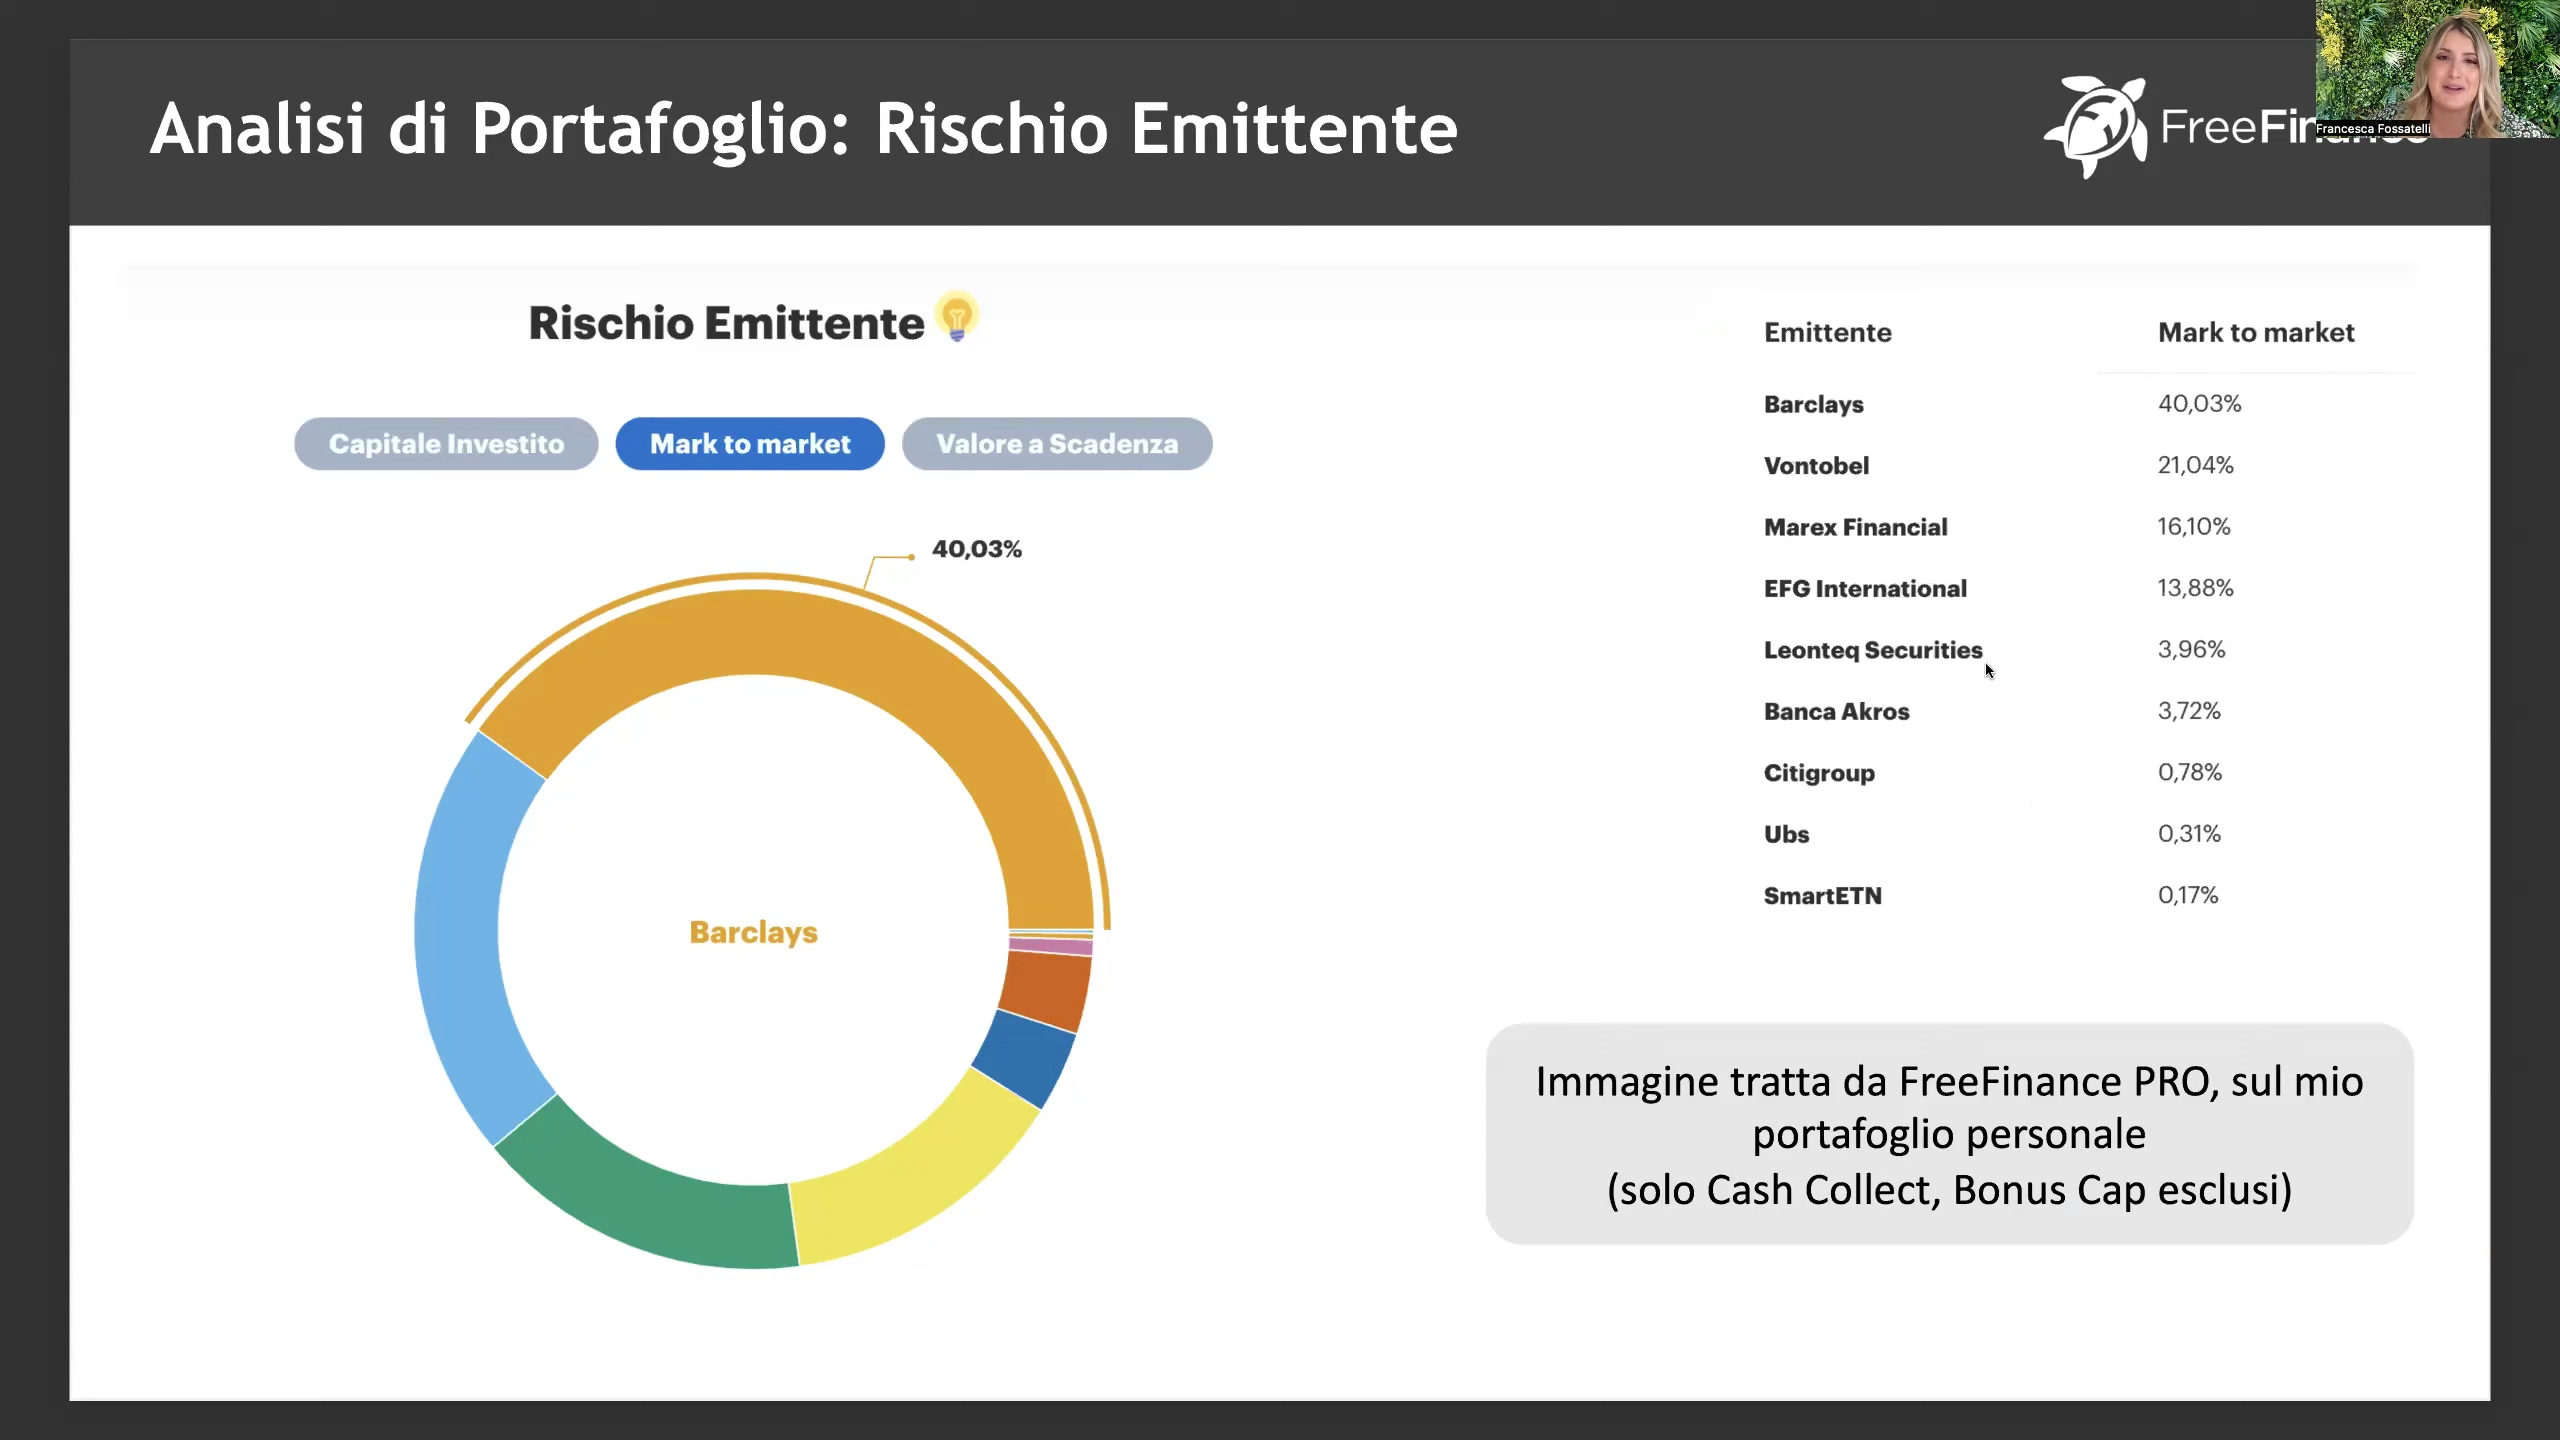 Analisi di Portafoglio: Rischio Emittente
Francesca Fossatelli
Rischio Emittente
Capitale Investito
Mark to market
Valore a Scadenza
40,03%
Barclays
Emittente Mark to market
Barclays 40,03%
Vontobel 21,04%
Marex Financial 16,10%
EFG International 13,88%
Leonteq Securities 3,96%
Banca Akros 3,72%
Citigroup 0,78%
Ubs 0,31%
SmartETN 0,17%
Immagine tratta da FreeFinance PRO, sul mio
portafoglio personale
(solo Cash Collect, Bonus Cap esclusi)